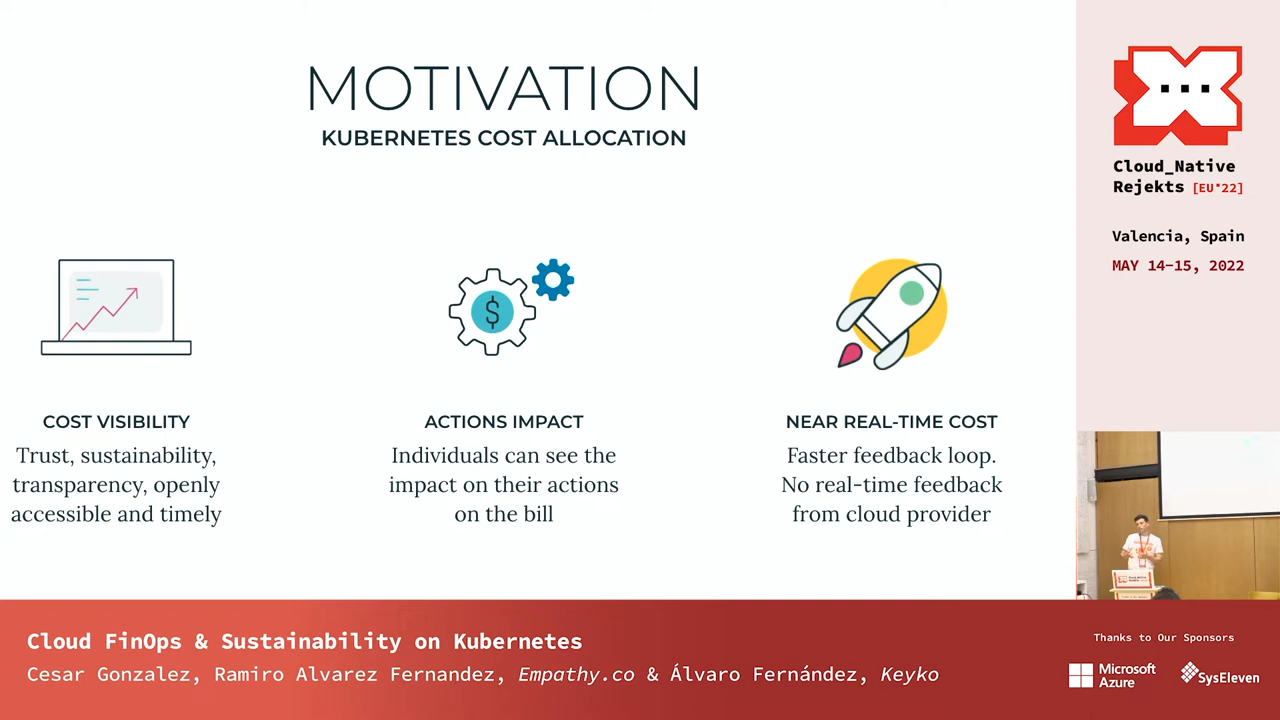 MOTIVATION
KUBERNETES COST ALLOCATION
COST VISIBILITY
Trust, sustainability,
transparency, openly
accessible and timely
$
ACTIONS IMPACT
Individuals can see the
impact on their actions
on the bill
NEAR REAL-TIME COST
Faster feedback loop.
No real-time feedback
from cloud provider
Cloud_Native
Rejekts [EU*22]
Valencia, Spain
MAY 14-15, 2022
Cloud FinOps & Sustainability on Kubernetes
Cesar Gonzalez, Ramiro Alvarez Fernandez, Empathy.co & Álvaro Fernández, Keyko
Thanks to Our Sponsors
Microsoft
Azure
SysEleven